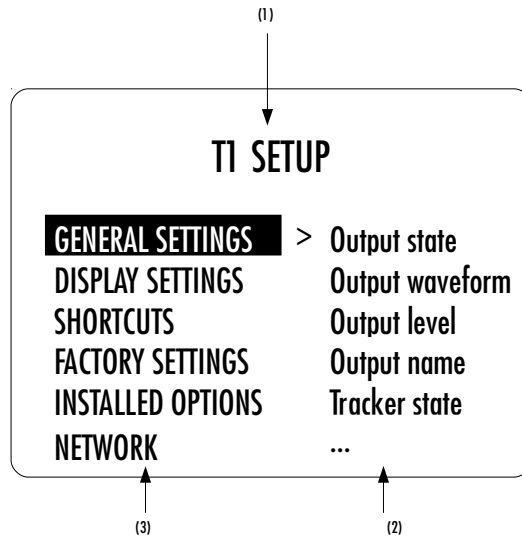 (1)
T1 SETUP
GENERAL SETTINGS > Output state
DISPLAY SETTINGS Output waveform
SHORTCUTS Output level
FACTORY SETTINGS Output name
INSTALLED OPTIONS Tracker state
NETWORK ...
(3) (2)